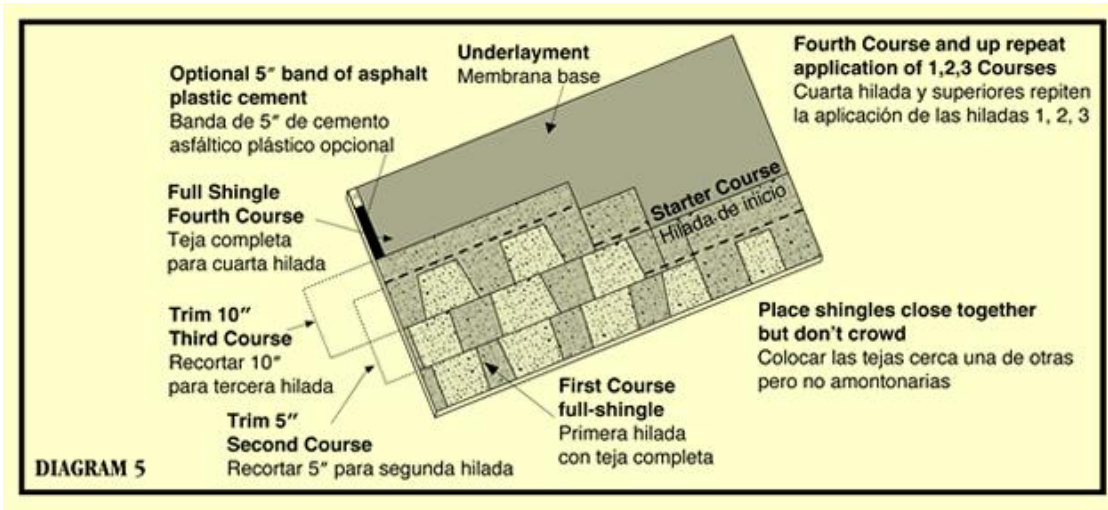 Optional 5″ band of asphalt
plastic cement
Banda de 5″ de cemento
asfáltico plástico opcional
Underlayment
Membrana base
Fourth Course and up repeat
application of 1,2,3 Courses
Cuarta hilada y superiores repiten
la aplicación de las hiladas 1, 2, 3
Full Shingle
Fourth Course
Teja completa
para cuarta hilada
Starter Course
Hilada de inicio
Trim 10″
Third Course
Recortar 10″
para tercera hilada
Place shingles close together
but don't crowd
Colocar las tejas cerca una de otras
pero no amontonarias
Trim 5″
Second Course
Recortar 5″ para segunda hilada
First Course
full-shingle
Primera hilada
con teja completa
DIAGRAM 5